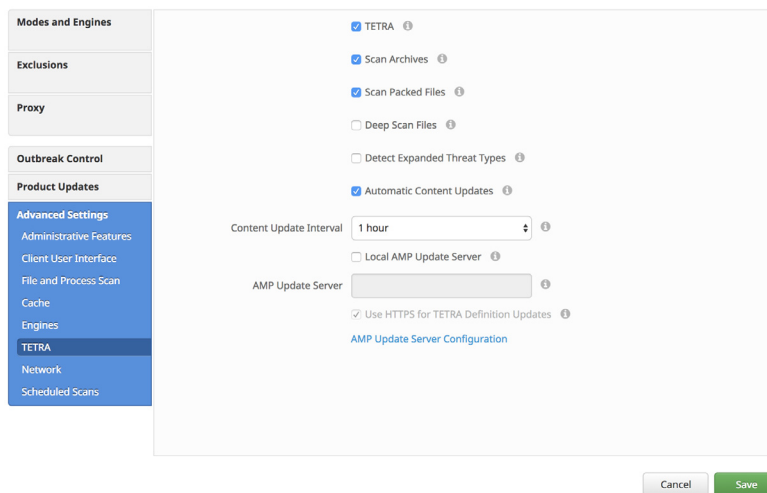 Modes and Engines
Exclusions
Proxy
Outbreak Control
Product Updates
Advanced Settings
Administrative Features
Client User Interface
File and Process Scan
Cache
Engines
TETRA
Network
Scheduled Scans
TETRA
Scan Archives
Scan Packed Files
Deep Scan Files
Detect Expanded Threat Types
Automatic Content Updates
Content Update Interval 1 hour
Local AMP Update Server
AMP Update Server
Use HTTPS for TETRA Definition Updates
AMP Update Server Configuration
Cancel Save